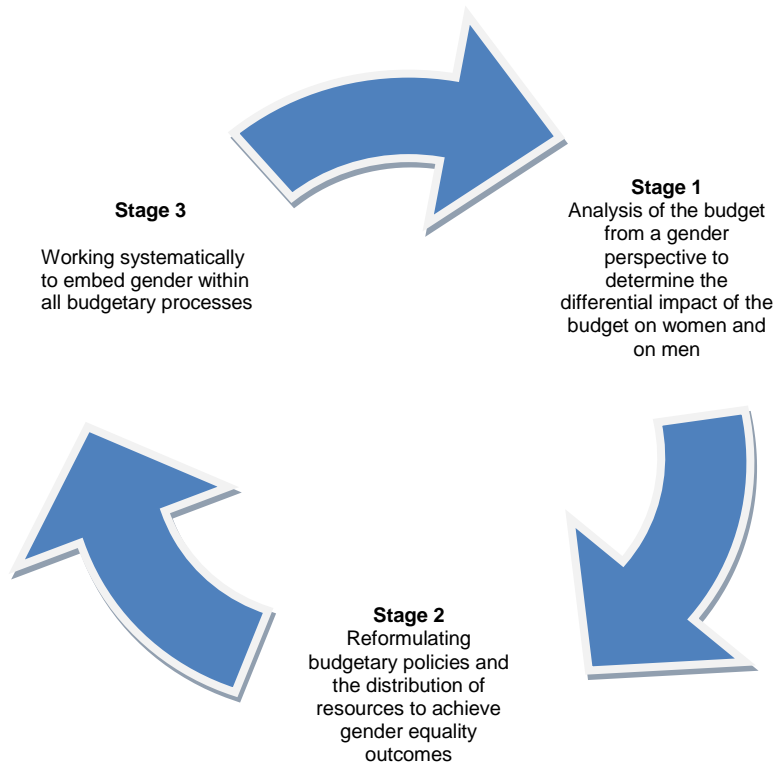 Stage 1
Analysis of the budget
from a gender
perspective to
determine the
differential impact of the
budget on women and
on men
Stage 2
Reformulating
budgetary policies and
the distribution of
resources to achieve
gender equality
outcomes
Stage 3
Working systematically
to embed gender within
all budgetary processes